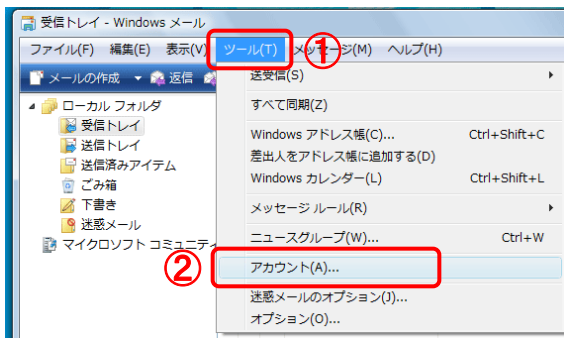 受信トレイ - Windows メール
ファイル(F) 編集(E) 表示(V) ツール(T) メッセージ(M) ヘルプ(H)
①
メールの作成 返信
送受信(S)
すべて同期(Z)
Windows アドレス帳(C)... Ctrl+Shift+C
差出人をアドレス帳に追加する(D)
Windows カレンダー(L) Ctrl+Shift+L
メッセージ ルール(R)
ニュースグループ(W)... Ctrl+W
②
アカウント(A)...
迷惑メールのオプション(J)...
オプション(O)...
ローカル フォルダ
受信トレイ
送信トレイ
送信済みアイテム
ごみ箱
下書き
迷惑メール
マイクロソフト コミュニティ